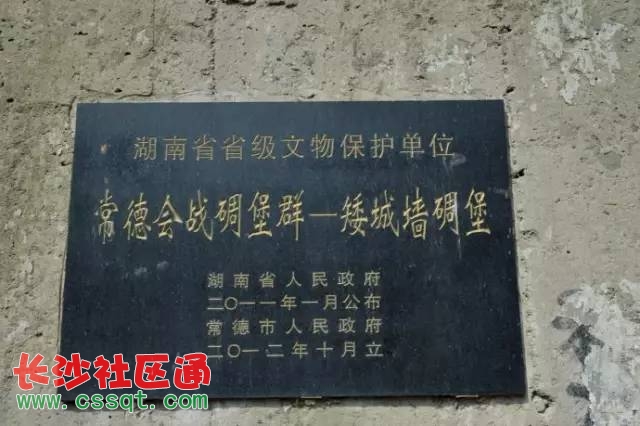 湖南省省级文物保护单位
常德会战碉堡群—矮城墙碉堡
湖南省人民政府
二〇一一年一月公布
常德市人民政府
二〇一二年十月立
长沙社区通
www.cssqt.com